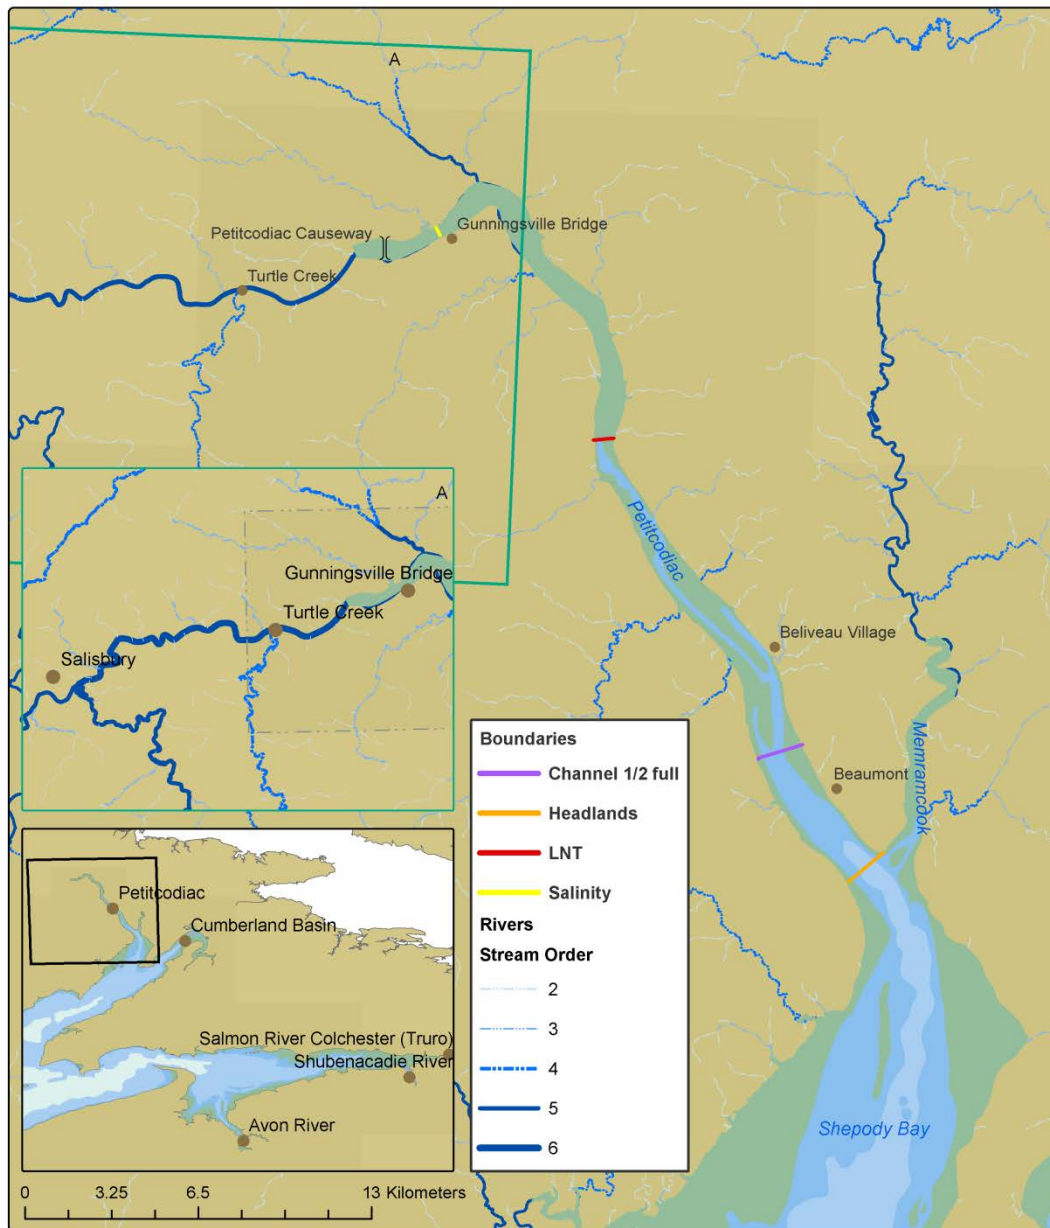 A
Gunningsville Bridge
Petitcodiac Causeway
Turtle Creek
Petitcodiac
Beliveau Village
Beaumont
Memramcook
Shepody Bay
A
Gunningsville Bridge
Turtle Creek
Salisbury
Boundaries
Channel 1/2 full
Headlands
LNT
Salinity
Rivers
Stream Order
2
3
4
5
6
Petitcodiac
Cumberland Basin
Salmon River Colchester (Truro)
Shubenacadie River
Avon River
0 3.25 6.5 13 Kilometers